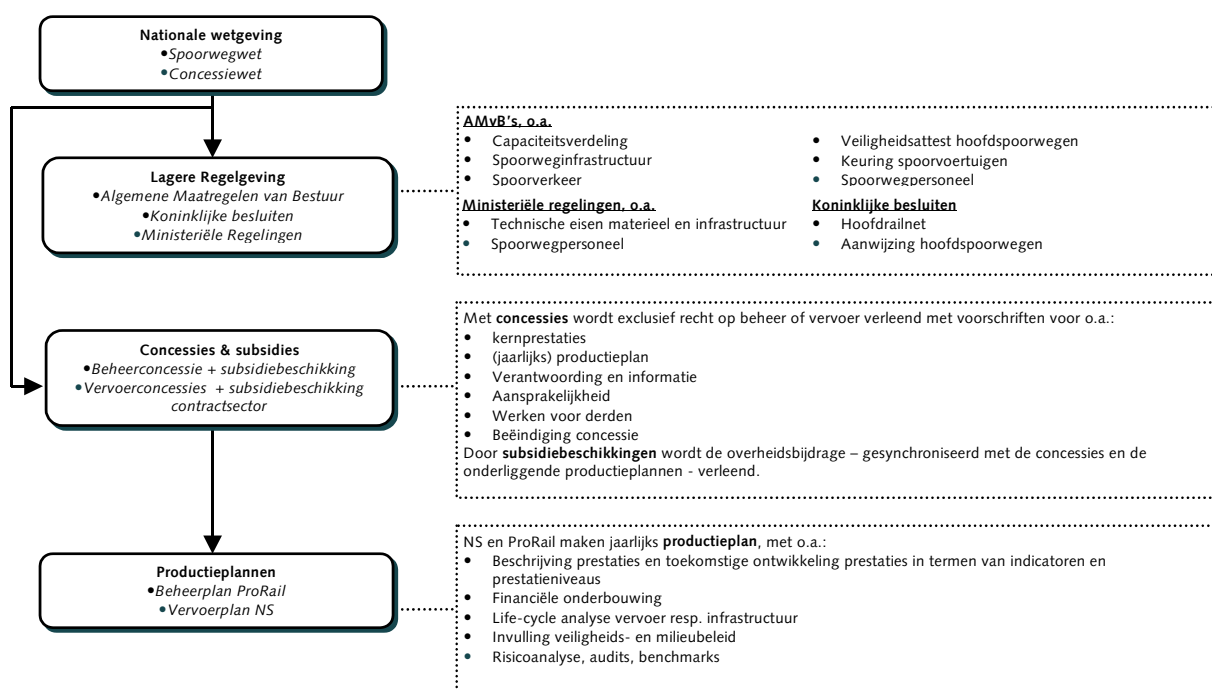 Nationale wetgeving
•Spoorwegwet
•Concessiewet
Lagere Regelgeving
•Algemene Maatregelen van Bestuur
•Koninklijke besluiten
•Ministeriële Regelingen
AMvB's, o.a.
• Capaciteitsverdeling
• Spoorweginfrastructuur
• Spoorverkeer
• Veiligheidsattest hoofdspoorwegen
• Keuring spoorvoertuigen
• Spoorwegpersoneel
Ministeriële regelingen, o.a.
• Technische eisen materieel en infrastructuur
• Spoorwegpersoneel
Koninklijke besluiten
• Hoofdrailnet
• Aanwijzing hoofdspoorwegen
Concessies & subsidies
•Beheerconcessie + subsidiebeschikking
•Vervoerconcessies + subsidiebeschikking
contractsector
Met concessies wordt exclusief recht op beheer of vervoer verleend met voorschriften voor o.a.:
• kernprestaties
• (jaarlijks) productieplan
• Verantwoording en informatie
• Aansprakelijkheid
• Werken voor derden
• Beëindiging concessie
Door subsidiebeschikkingen wordt de overheidsbijdrage – gesynchroniseerd met de concessies en de
onderliggende productieplannen - verleend.
Productieplannen
•Beheerplan ProRail
•Vervoerplan NS
NS en ProRail maken jaarlijks productieplan, met o.a.:
• Beschrijving prestaties en toekomstige ontwikkeling prestaties in termen van indicatoren en
prestatieniveaus
• Financiële onderbouwing
• Life-cycle analyse vervoer resp. infrastructuur
• Invulling veiligheids- en milieubeleid
• Risicoanalyse, audits, benchmarks